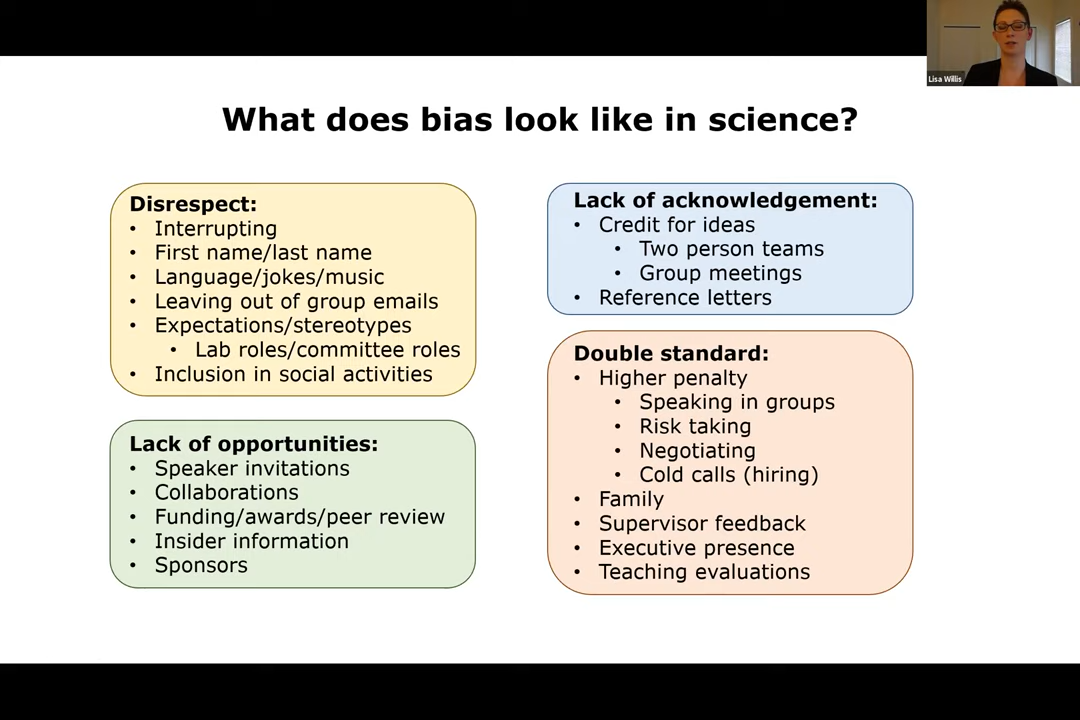 What does bias look like in science?
Disrespect:
• Interrupting
• First name/last name
• Language/jokes/music
• Leaving out of group emails
• Expectations/stereotypes
• Lab roles/committee roles
• Inclusion in social activities
Lack of opportunities:
• Speaker invitations
• Collaborations
• Funding/awards/peer review
• Insider information
• Sponsors
Lack of acknowledgement:
• Credit for ideas
• Two person teams
• Group meetings
• Reference letters
Double standard:
• Higher penalty
• Speaking in groups
• Risk taking
• Negotiating
• Cold calls (hiring)
• Family
• Supervisor feedback
• Executive presence
• Teaching evaluations
Lisa Willis